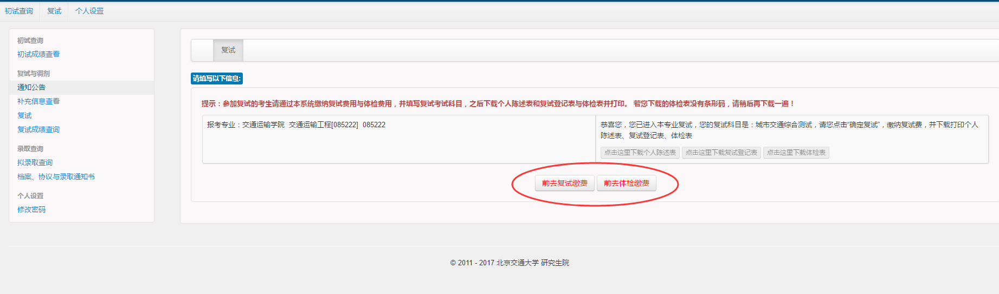 初试查询 复试 个人设置
初试查询
初试成绩查看
复试与调剂
通知公告
补充信息查看
复试
复试成绩查询
录取查询
拟录取查询
档案、协议与录取通知书
个人设置
修改密码
复试
请填写以下信息:
提示：参加复试的考生请通过本系统缴纳复试费用与体检费用，并填写复试考试科目，之后下载个人陈述表和复试登记表与体检表并打印。 若您下载的体检表没有条形码，请稍后再下载一遍！
报考专业：交通运输学院 交通运输工程[085222] 085222
恭喜您，您已进入本专业复试，您的复试科目是：城市交通综合测试，请您点击“确定复试”，缴纳复试费，并下载打印个人
陈述表、复试登记表、体检表
点击这里下载个人陈述表 点击这里下载复试登记表 点击这里下载体检表
前去复试缴费 前去体检缴费
© 2011 - 2017 北京交通大学 研究生院